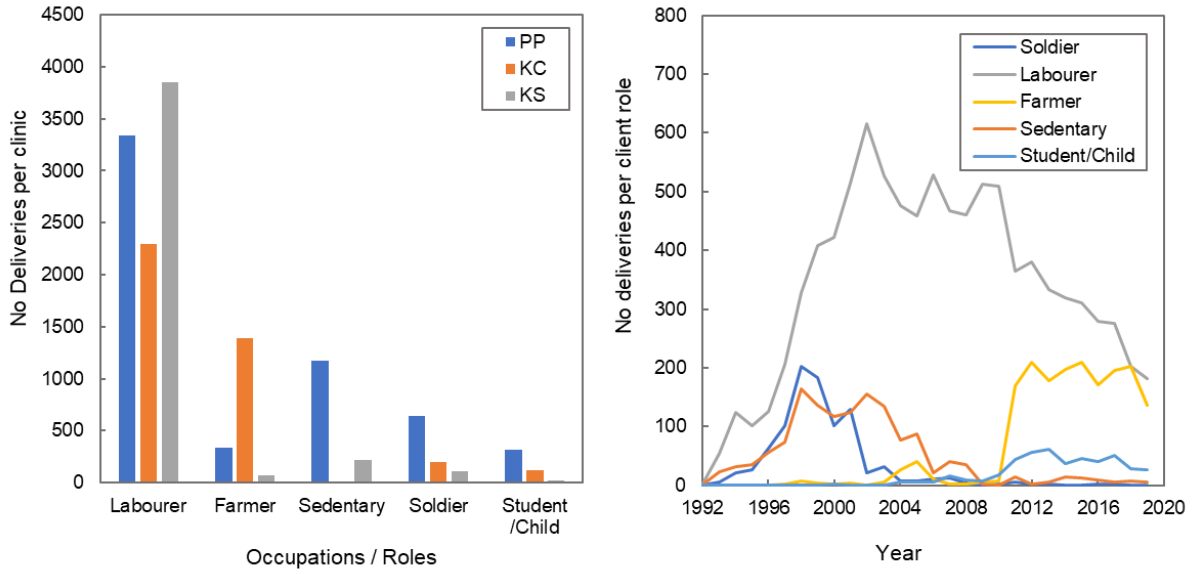 No Deliveries per clinic
4500
4000
3500
3000
2500
2000
1500
1000
500
0
PP
KC
KS
Labourer Farmer Sedentary Soldier Student
/Child
Occupations / Roles
No deliveries per client role
800
700
600
500
400
300
200
100
0
Soldier
Labourer
Farmer
Sedentary
Student/Child
1992 1996 2000 2004 2008 2012 2016 2020
Year